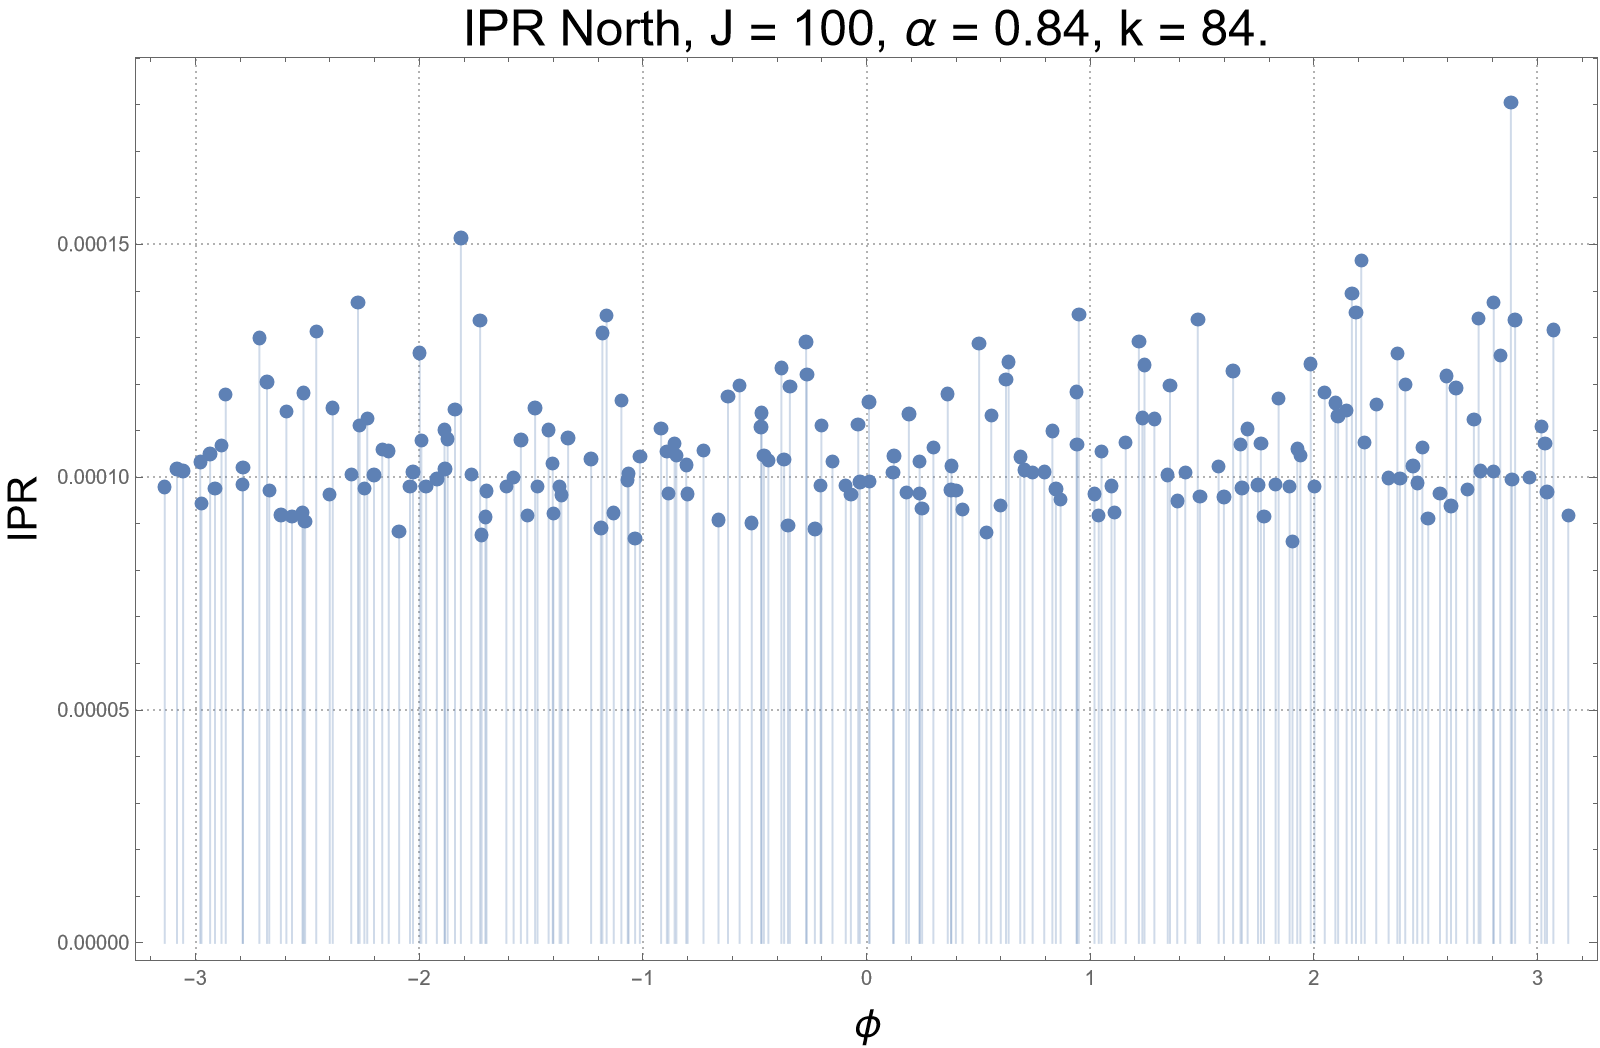 IPR North, J = 100, α = 0.84, k = 84.
IPR
0.00015
0.00010
0.00005
0.00000
−3 −2 −1 0 1 2 3
ϕ